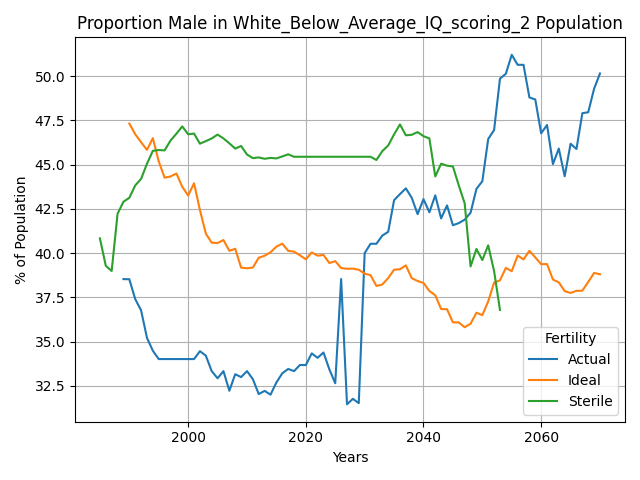 Proportion Male in White_Below_Average_IQ_scoring_2 Population
% of Population
50.0
47.5
45.0
42.5
40.0
37.5
35.0
32.5
2000
2020
2040
2060
Years
Fertility
Actual
Ideal
Sterile